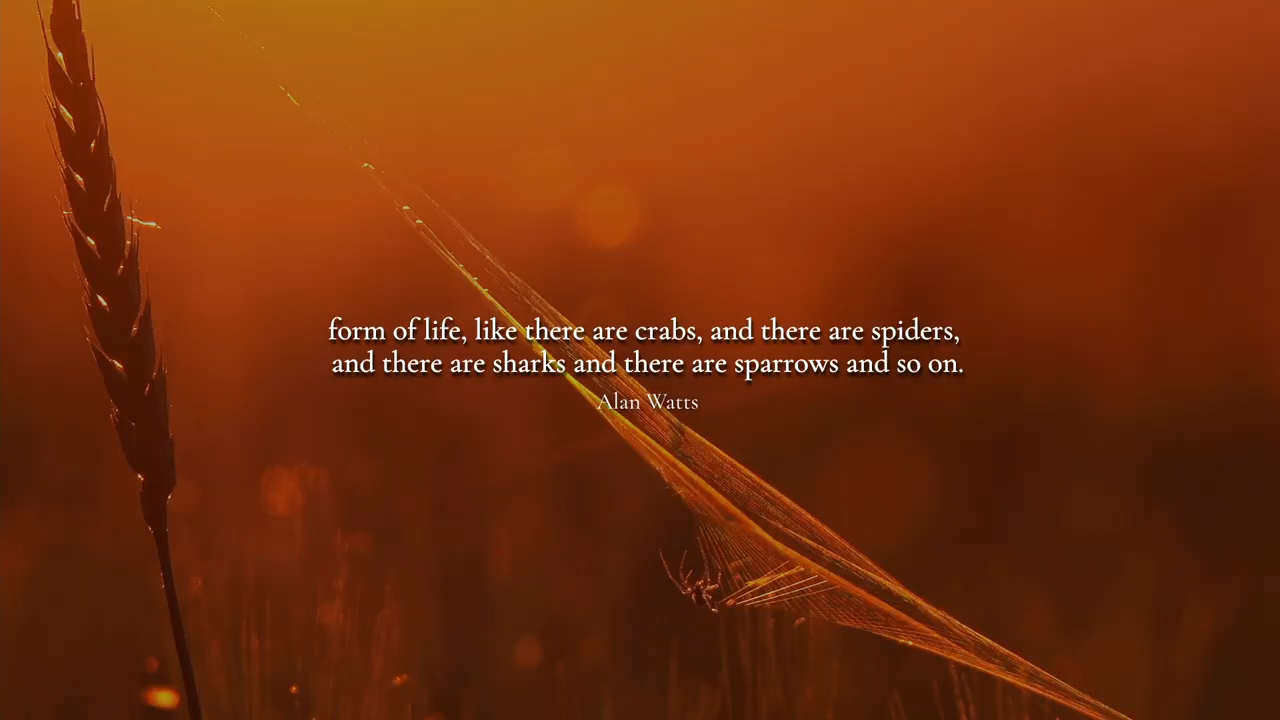 form of life, like there are crabs, and there are spiders,
and there are sharks and there are sparrows and so on.
Alan Watts